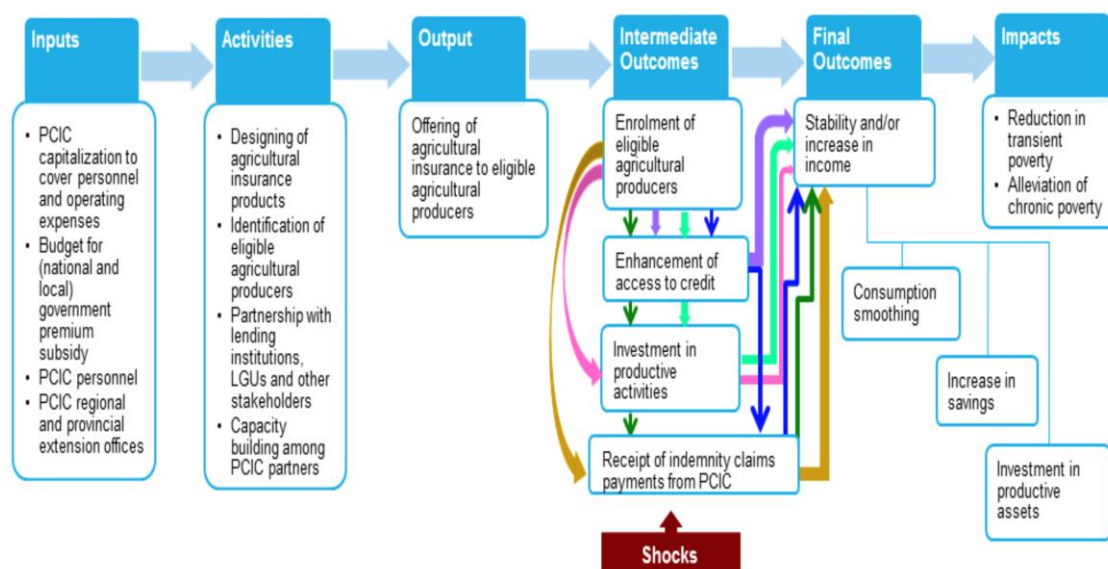 Inputs
• PCIC
capitalization to
cover personnel
and operating
expenses
• Budget for
(national and
local)
government
premium
subsidy
• PCIC personnel
• PCIC regional
and provincial
extension offices
Activities
• Designing of
agricultural
insurance
products
• Identification of
eligible
agricultural
producers
• Partnership with
lending
institutions,
LGUs and other
stakeholders
• Capacity
building among
PCIC partners
Output
Offering of
agricultural
insurance to eligible
agricultural
producers
Intermediate
Outcomes
Enrolment of
eligible
agricultural
producers
Enhancement of
access to credit
Investment in
productive
activities
Receipt of indemnity claims
payments from PCIC
Shocks
Final
Outcomes
Stability and/or
increase in
income
Consumption
smoothing
Increase in
savings
Investment in
productive
assets
Impacts
• Reduction in
transient
poverty
• Alleviation of
chronic poverty